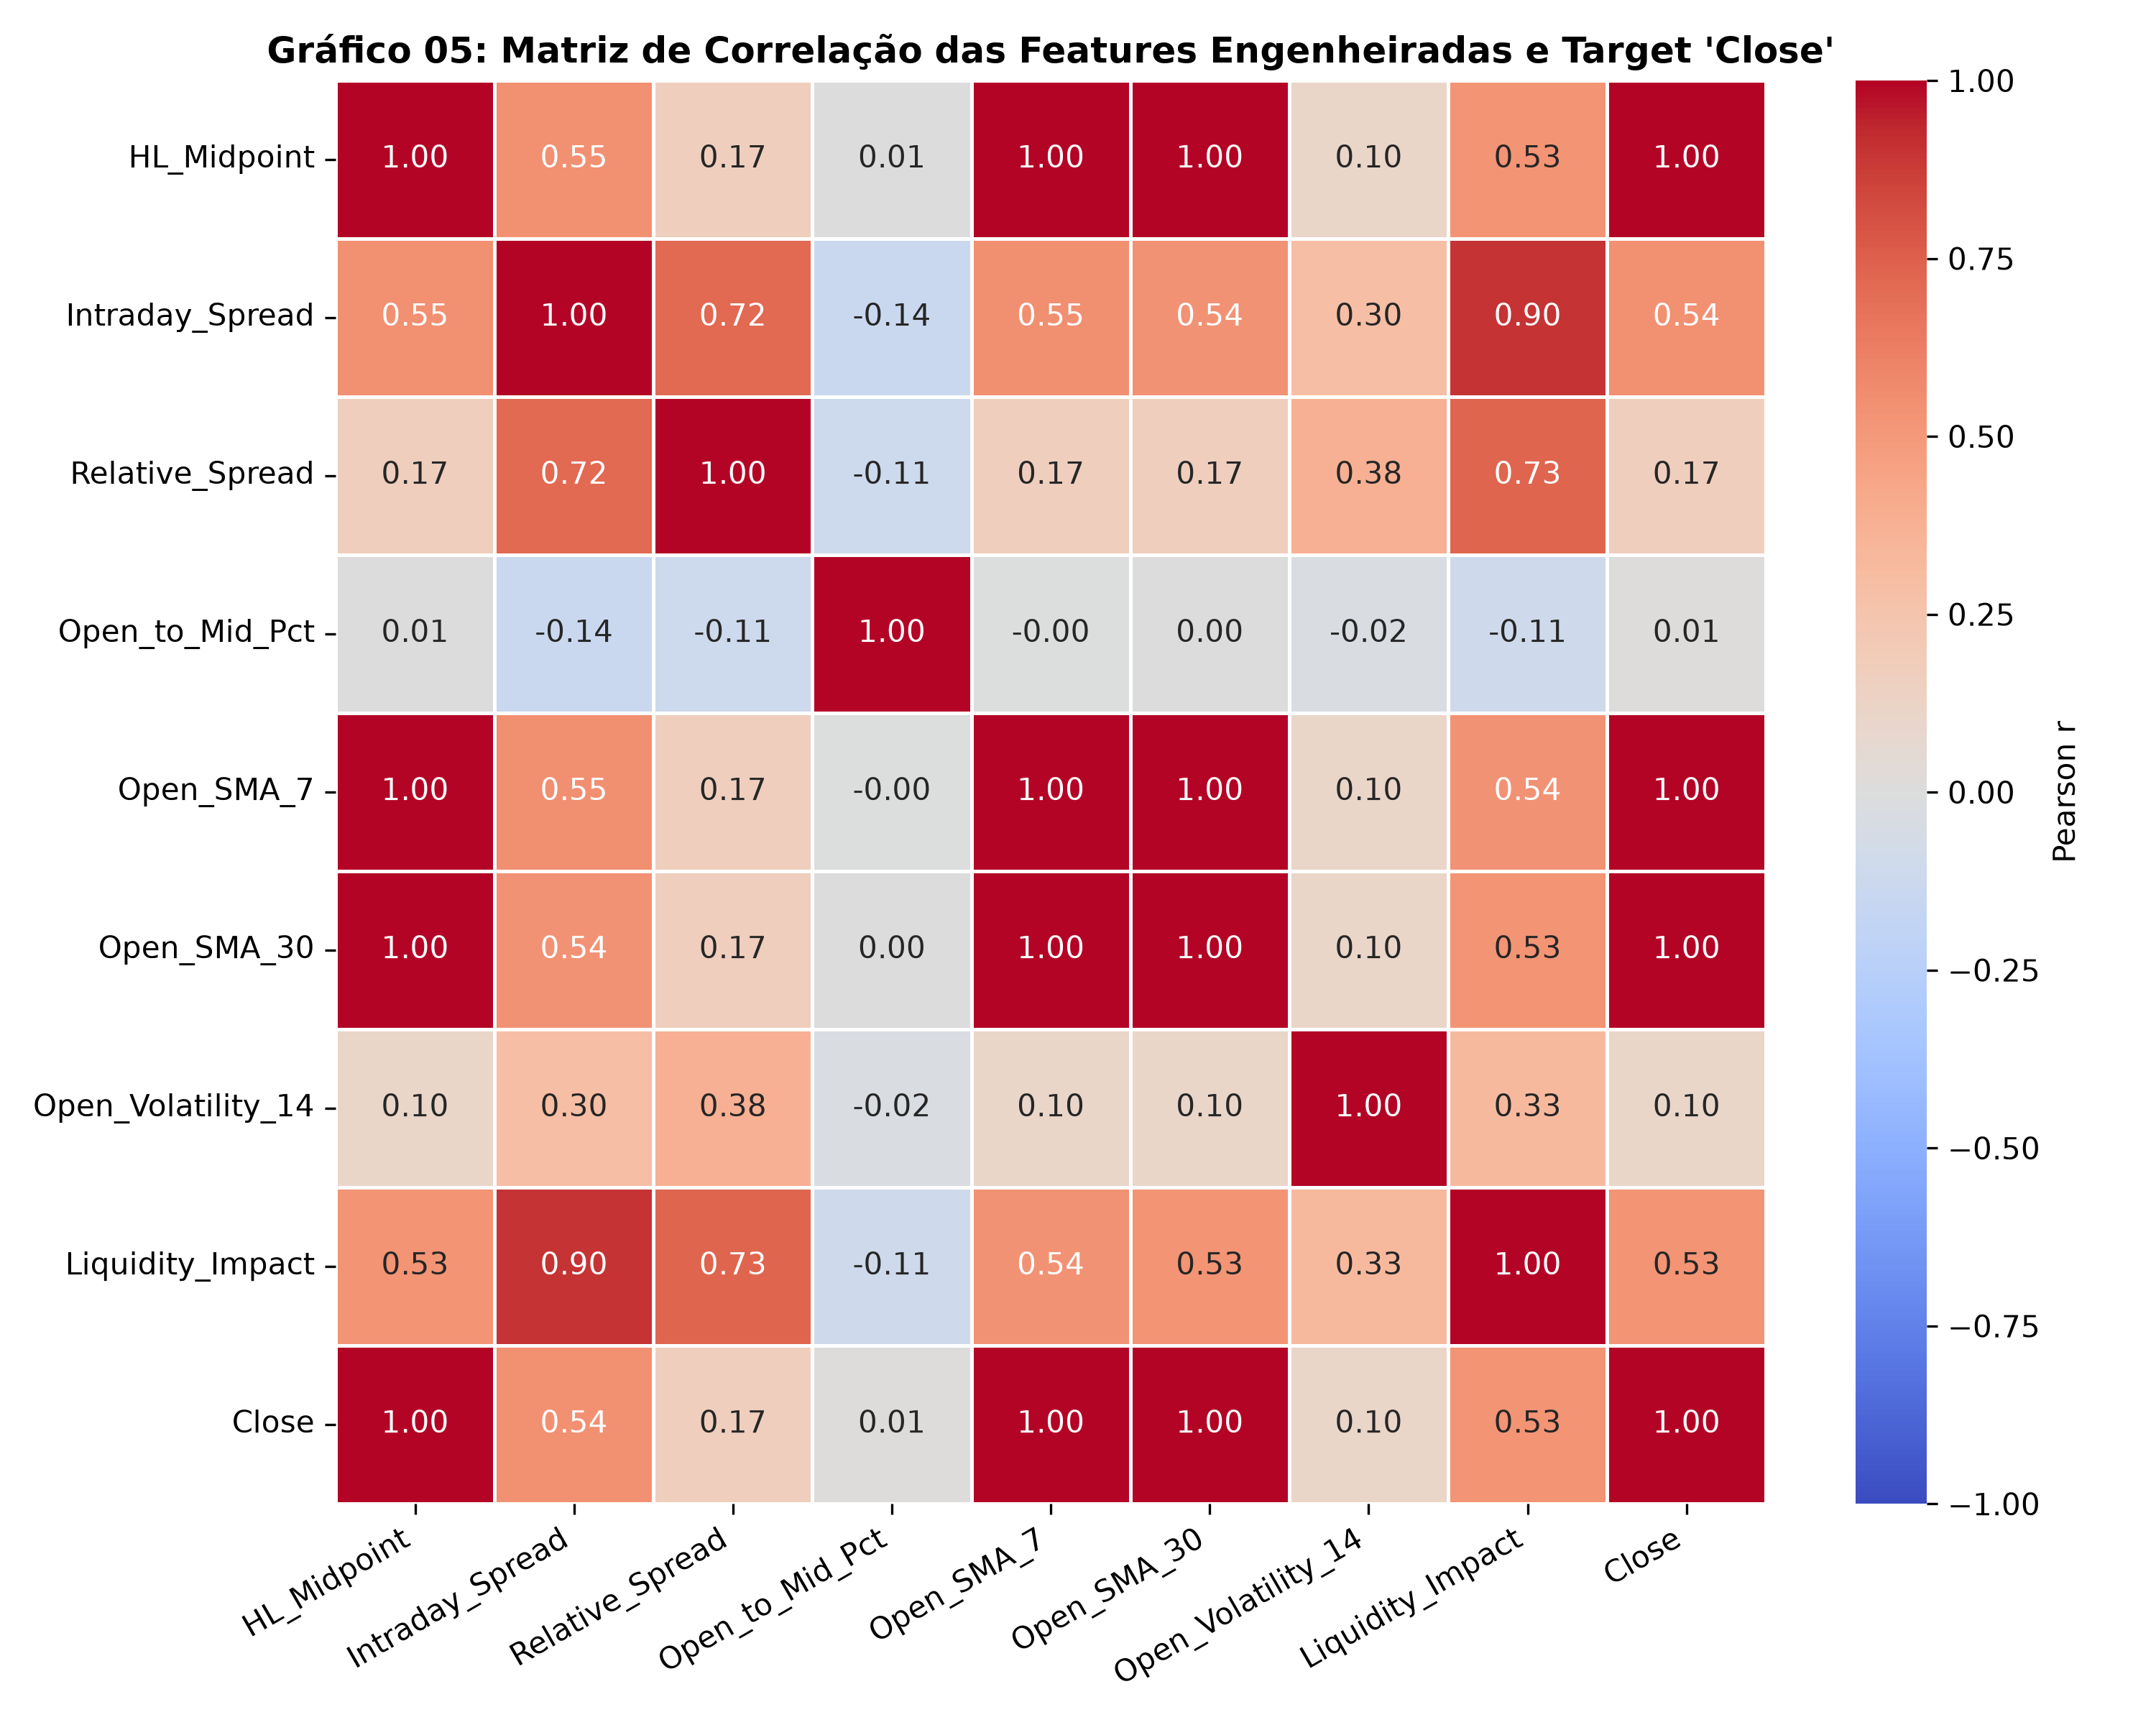 Gráfico 05: Matriz de Correlação das Features Engenheiradas e Target 'Close'
HL_Midpoint 1.00 0.55 0.17 0.01 1.00 1.00 0.10 0.53 1.00
Intraday_Spread 0.55 1.00 0.72 -0.14 0.55 0.54 0.30 0.90 0.54
Relative_Spread 0.17 0.72 1.00 -0.11 0.17 0.17 0.38 0.73 0.17
Open_to_Mid_Pct 0.01 -0.14 -0.11 1.00 -0.00 0.00 -0.02 -0.11 0.01
Open_SMA_7 1.00 0.55 0.17 -0.00 1.00 1.00 0.10 0.54 1.00
Open_SMA_30 1.00 0.54 0.17 0.00 1.00 1.00 0.10 0.53 1.00
Open_Volatility_14 0.10 0.30 0.38 -0.02 0.10 0.10 1.00 0.33 0.10
Liquidity_Impact 0.53 0.90 0.73 -0.11 0.54 0.53 0.33 1.00 0.53
Close 1.00 0.54 0.17 0.01 1.00 1.00 0.10 0.53 1.00
HL_Midpoint
Intraday_Spread
Relative_Spread
Open_to_Mid_Pct
Open_SMA_7
Open_SMA_30
Open_Volatility_14
Liquidity_Impact
Close
1.00
0.75
0.50
0.25
0.00
−0.25
−0.50
−0.75
−1.00
Pearson r